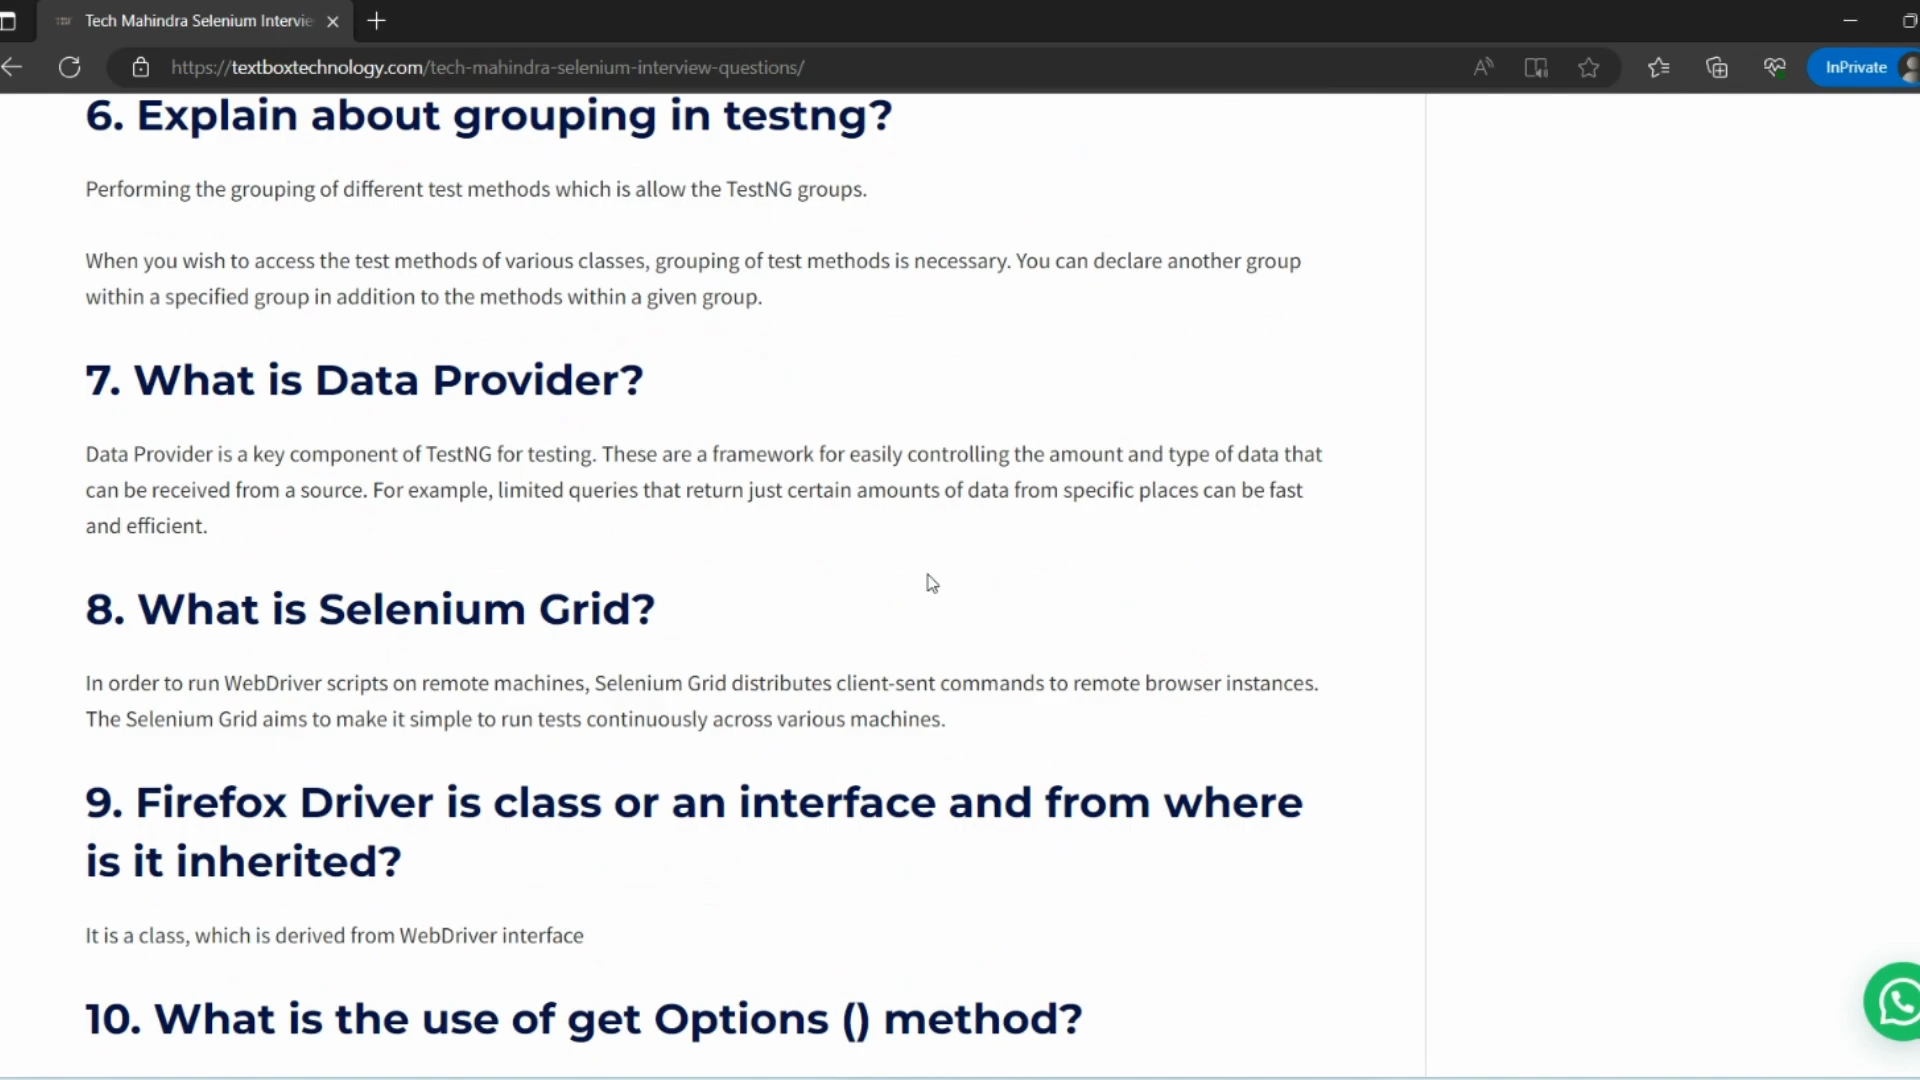 Tech Mahindra Selenium Intervie
https://textboxtechnology.com/tech-mahindra-selenium-interview-questions/
InPrivate
6. Explain about grouping in testng?
Performing the grouping of different test methods which is allow the TestNG groups.
When you wish to access the test methods of various classes, grouping of test methods is necessary. You can declare another group
within a specified group in addition to the methods within a given group.
7. What is Data Provider?
Data Provider is a key component of TestNG for testing. These are a framework for easily controlling the amount and type of data that
can be received from a source. For example, limited queries that return just certain amounts of data from specific places can be fast
and efficient.
8. What is Selenium Grid?
In order to run WebDriver scripts on remote machines, Selenium Grid distributes client-sent commands to remote browser instances.
The Selenium Grid aims to make it simple to run tests continuously across various machines.
9. Firefox Driver is class or an interface and from where
is it inherited?
It is a class, which is derived from WebDriver interface
10. What is the use of get Options () method?